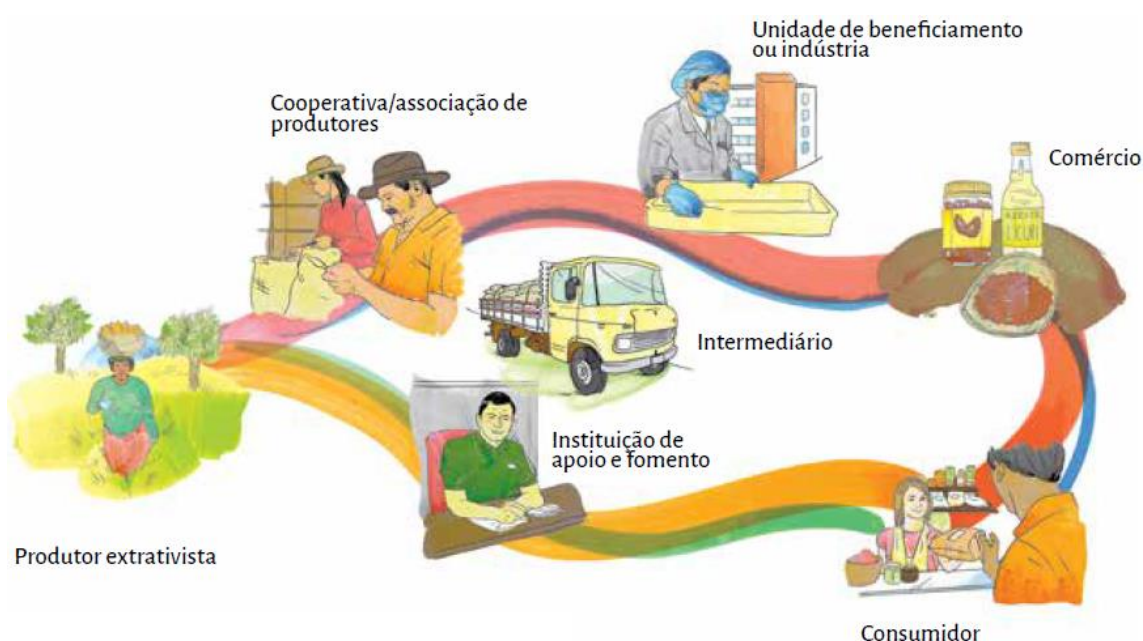 Unidade de beneficiamento
ou indústria
Cooperativa/associação de
produtores
Comércio
Intermediário
Instituição de
apoio e fomento
Produtor extrativista
Consumidor